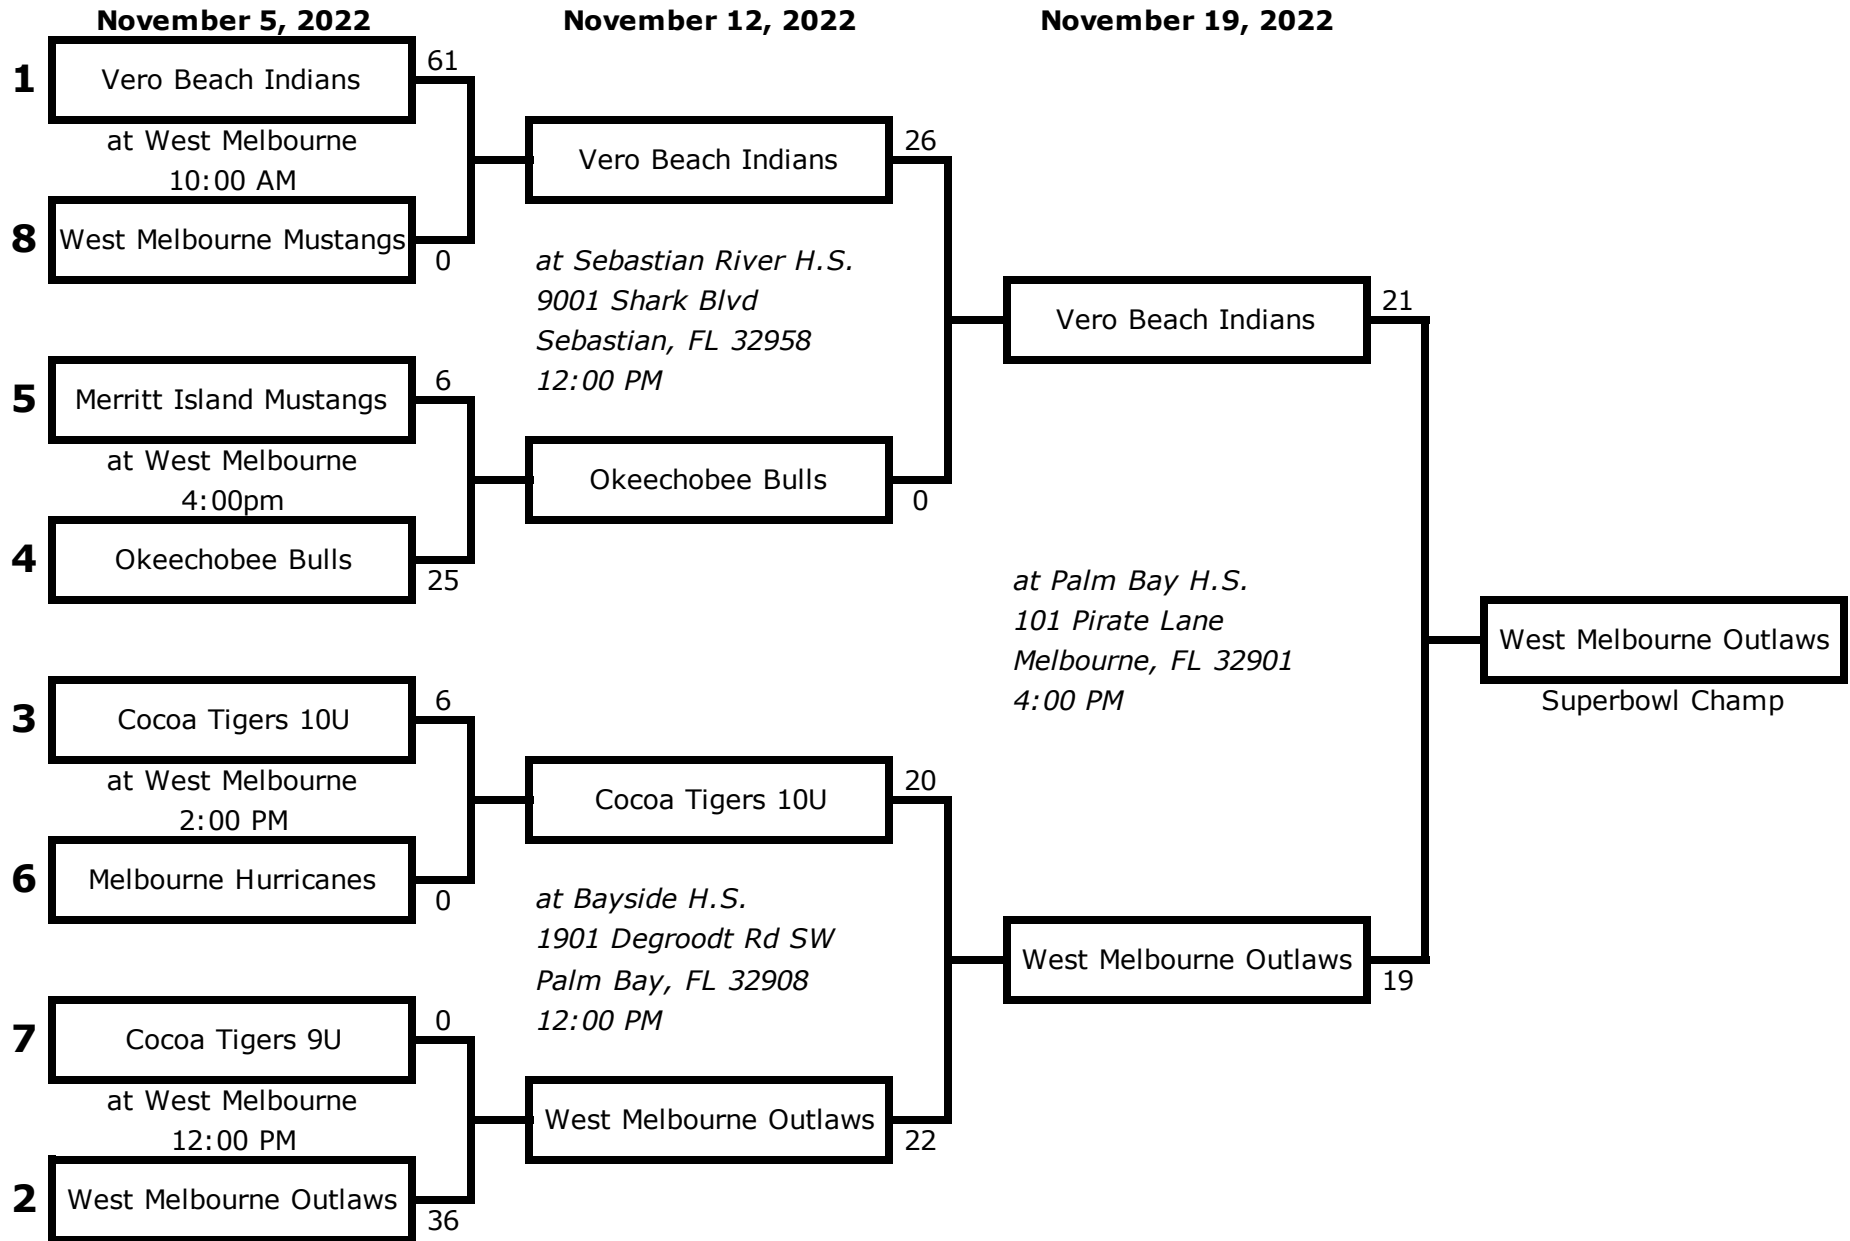 November 5, 2022
November 12, 2022
November 19, 2022
1
Vero Beach Indians
61
at West Melbourne
10:00 AM
8
West Melbourne Mustangs
0
5
Merritt Island Mustangs
6
at West Melbourne
4:00pm
4
Okeechobee Bulls
25
3
Cocoa Tigers 10U
6
at West Melbourne
2:00 PM
6
Melbourne Hurricanes
0
7
Cocoa Tigers 9U
0
at West Melbourne
12:00 PM
2
West Melbourne Outlaws
36
Vero Beach Indians
26
at Sebastian River H.S.
9001 Shark Blvd
Sebastian, FL 32958
12:00 PM
Okeechobee Bulls
0
Cocoa Tigers 10U
20
at Bayside H.S.
1901 Degroodt Rd SW
Palm Bay, FL 32908
12:00 PM
West Melbourne Outlaws
22
Vero Beach Indians
21
at Palm Bay H.S.
101 Pirate Lane
Melbourne, FL 32901
4:00 PM
West Melbourne Outlaws
19
West Melbourne Outlaws
Superbowl Champ